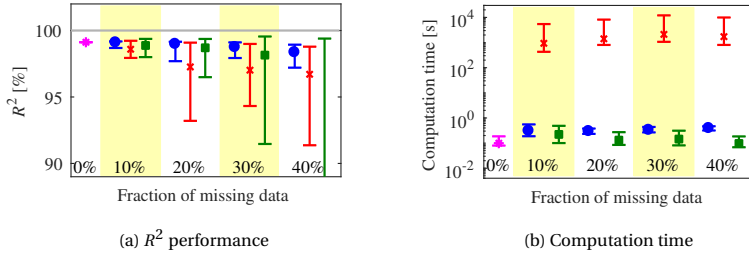 100
95
90
R² [%]
0% 10% 20% 30% 40%
Fraction of missing data
(a) R² performance
10⁴
10²
10⁰
10⁻²
Computation time [s]
0% 10% 20% 30% 40%
Fraction of missing data
(b) Computation time